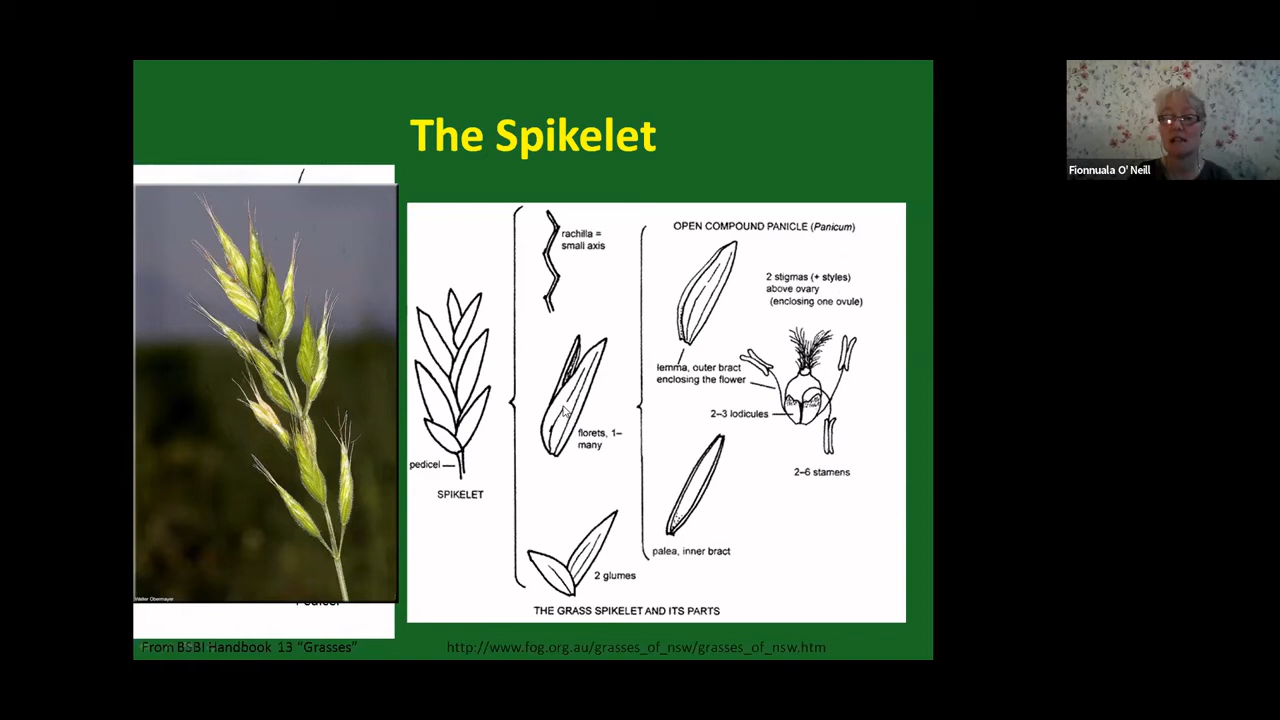 The Spikelet
Fionnuala O' Neill
rachilla =
small axis
OPEN COMPOUND PANICLE (Panicum)
2 stigmas (+ styles)
above ovary
(enclosing one ovule)
lemma, outer bract
enclosing the flower
2–3 lodicules
florets, 1–
many
pedicel
2–6 stamens
SPIKELET
palea, inner bract
2 glumes
THE GRASS SPIKELET AND ITS PARTS
Walter Obermayer
Pedicel
From BSBI Handbook 13 “Grasses”
http://www.fog.org.au/grasses_of_nsw/grasses_of_nsw.htm